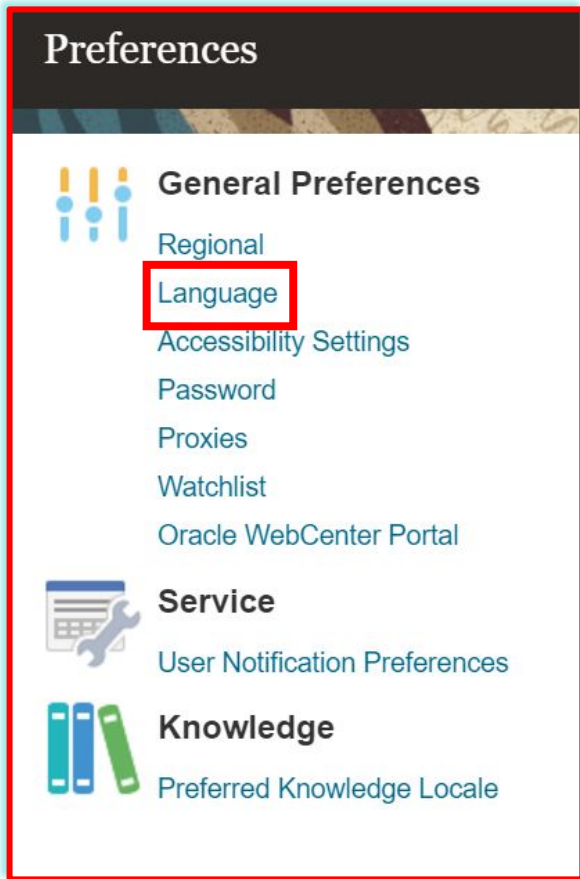 Preferences
General Preferences
Regional
Language
Accessibility Settings
Password
Proxies
Watchlist
Oracle WebCenter Portal
Service
User Notification Preferences
Knowledge
Preferred Knowledge Locale